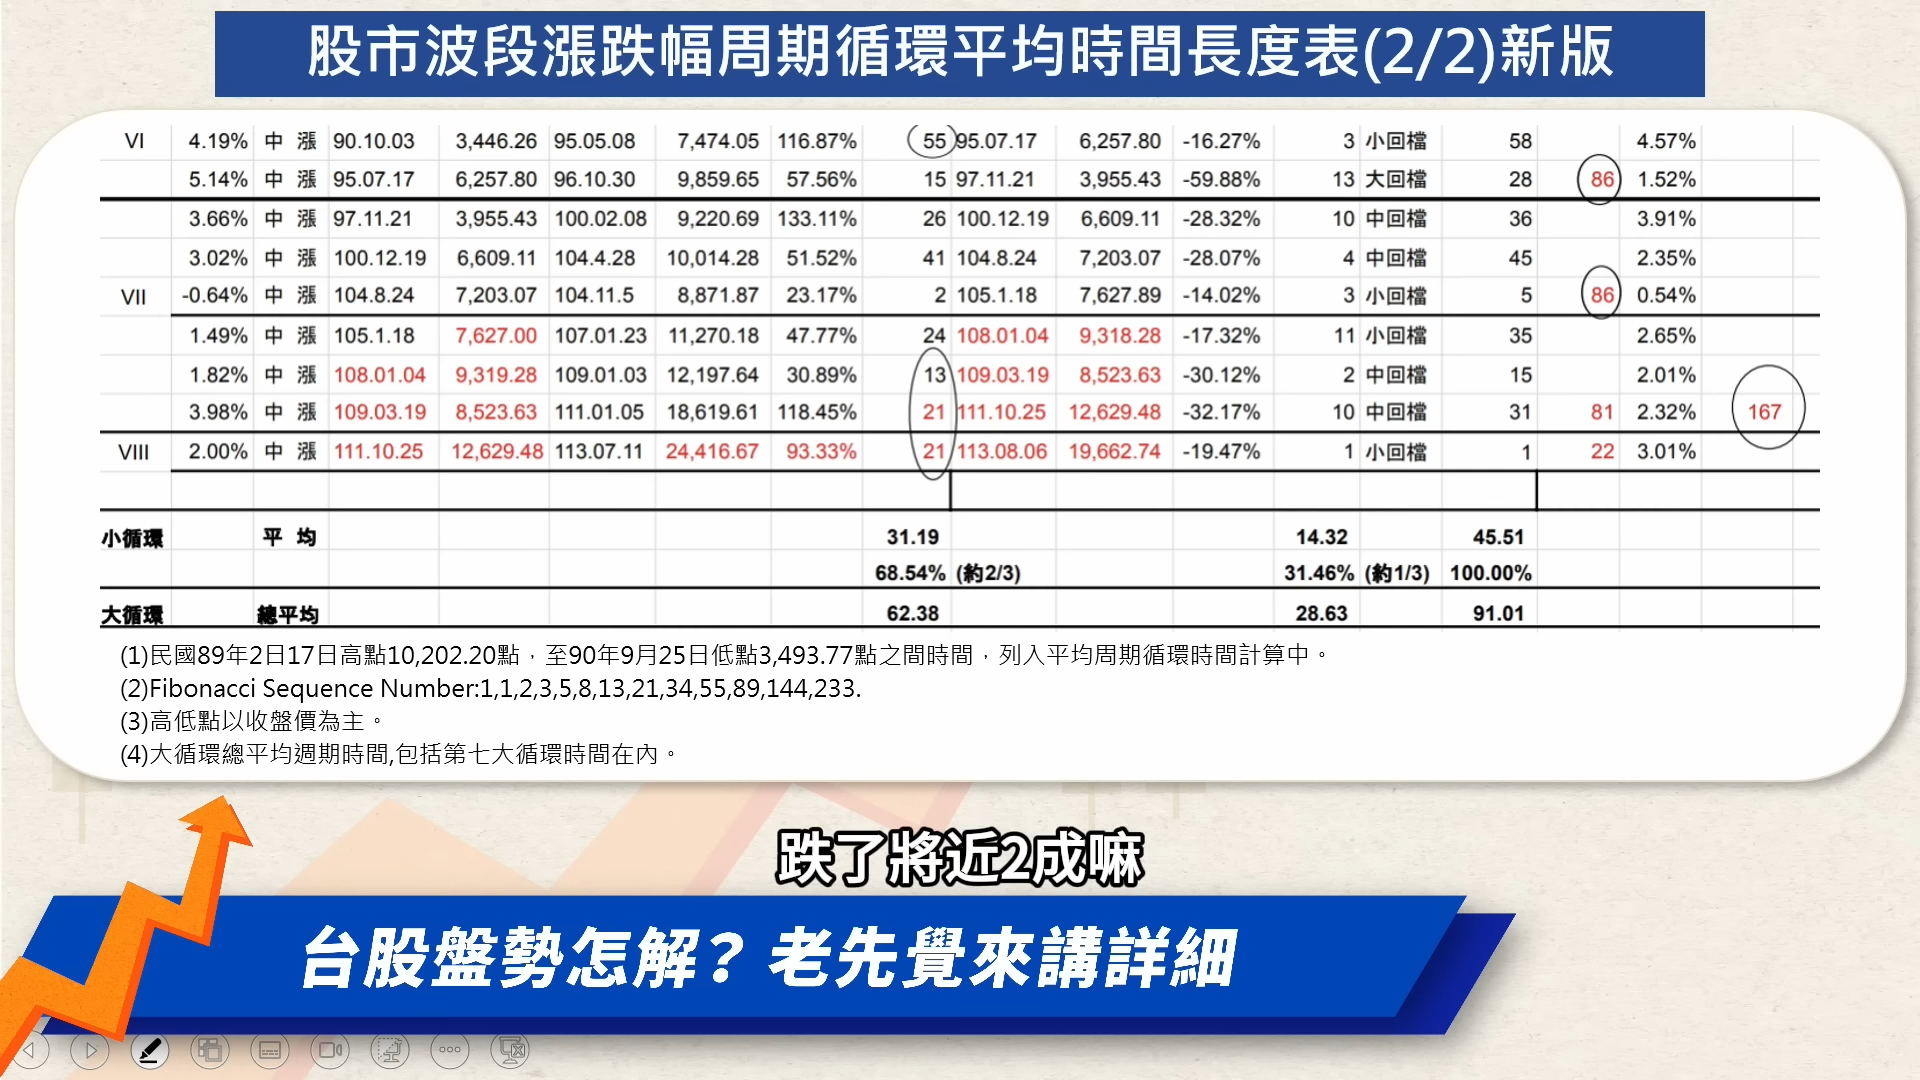 股市波段漲跌幅周期循環平均時間長度表(2/2)新版
VI 4.19% 中 漲 90.10.03 3,446.26 95.05.08 7,474.05 116.87% 55 95.07.17 6,257.80 -16.27% 3 小回檔 58 4.57%
5.14% 中 漲 95.07.17 6,257.80 96.10.30 9,859.65 57.56% 15 97.11.21 3,955.43 -59.88% 13 大回檔 28 86 1.52%
3.66% 中 漲 97.11.21 3,955.43 100.02.08 9,220.69 133.11% 26 100.12.19 6,609.11 -28.32% 10 中回檔 36 3.91%
3.02% 中 漲 100.12.19 6,609.11 104.4.28 10,014.28 51.52% 41 104.8.24 7,203.07 -28.07% 4 中回檔 45 2.35%
VII -0.64% 中 漲 104.8.24 7,203.07 104.11.5 8,871.87 23.17% 2 105.1.18 7,627.89 -14.02% 3 小回檔 5 86 0.54%
1.49% 中 漲 105.1.18 7,627.00 107.01.23 11,270.18 47.77% 24 108.01.04 9,318.28 -17.32% 11 小回檔 35 2.65%
1.82% 中 漲 108.01.04 9,319.28 109.01.03 12,197.64 30.89% 13 109.03.19 8,523.63 -30.12% 2 中回檔 15 2.01%
3.98% 中 漲 109.03.19 8,523.63 111.01.05 18,619.61 118.45% 21 111.10.25 12,629.48 -32.17% 10 中回檔 31 81 2.32% 167
VIII 2.00% 中 漲 111.10.25 12,629.48 113.07.11 24,416.67 93.33% 21 113.08.06 19,662.74 -19.47% 1 小回檔 1 22 3.01%
小循環 平 均 31.19 14.32 45.51
68.54% (約2/3) 31.46% (約1/3) 100.00%
大循環 總平均 62.38 28.63 91.01
(1)民國89年2日17日高點10,202.20點，至90年9月25日低點3,493.77點之間時間，列入平均周期循環時間計算中。
(2)Fibonacci Sequence Number:1,1,2,3,5,8,13,21,34,55,89,144,233.
(3)高低點以收盤價為主。
(4)大循環總平均週期時間,包括第七大循環時間在內。
跌了將近2成嘛
台股盤勢怎解？老先覺來講詳細